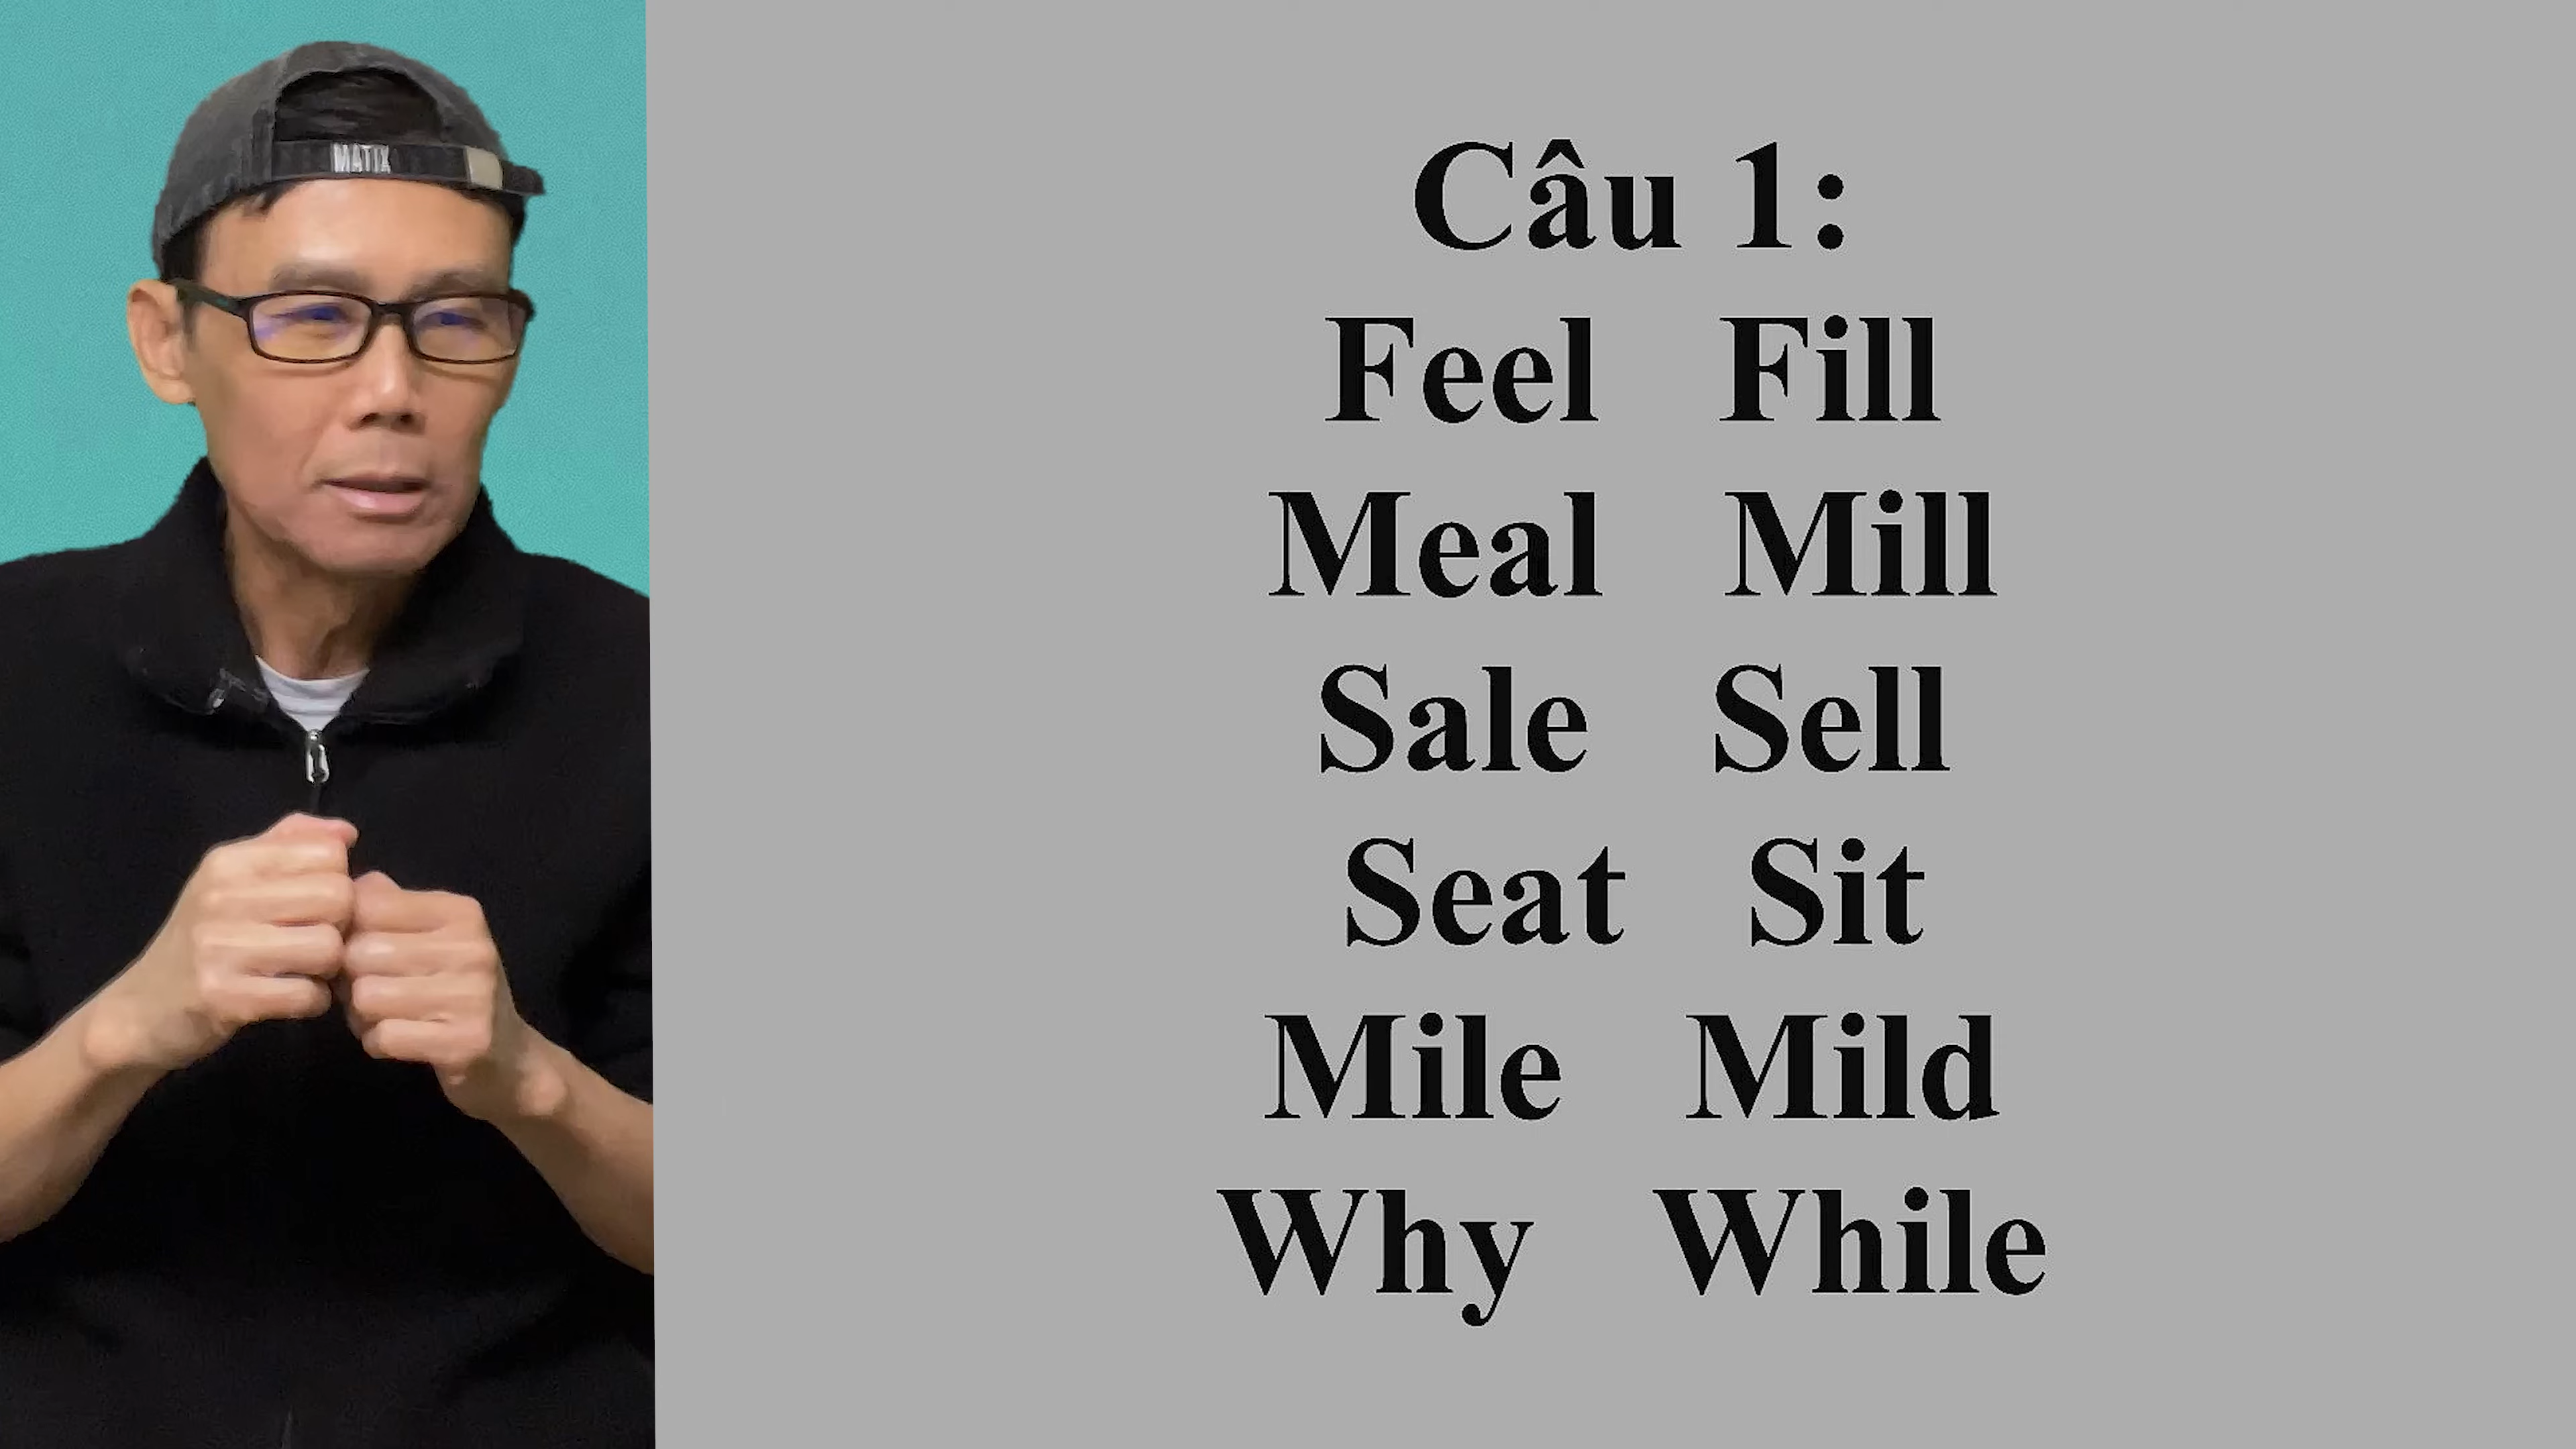 MATIX
Câu 1:
Feel Fill
Meal Mill
Sale Sell
Seat Sit
Mile Mild
Why While